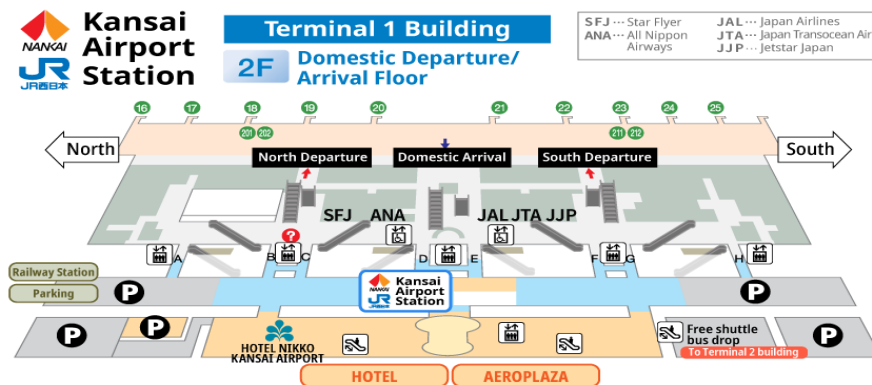 NANKAI
JR西日本
Kansai
Airport
Station
Terminal 1 Building
2F
Domestic Departure/
Arrival Floor
SFJ ··· Star Flyer
ANA ··· All Nippon
Airways
JAL ··· Japan Airlines
JTA ··· Japan Transocean Air
JJP ··· Jetstar Japan
16 17 18 19 20 21 22 23 24 25
201 202 211 212
North
South
North Departure
Domestic Arrival
South Departure
SFJ ANA JAL JTA JJP
?
A B C D E F G H
Railway Station
Parking
P
P
NANKAI
JR
Kansai
Airport
Station
P
P
P
HOTEL NIKKO
KANSAI AIRPORT
Free shuttle
bus drop
To Terminal 2 building
HOTEL
AEROPLAZA